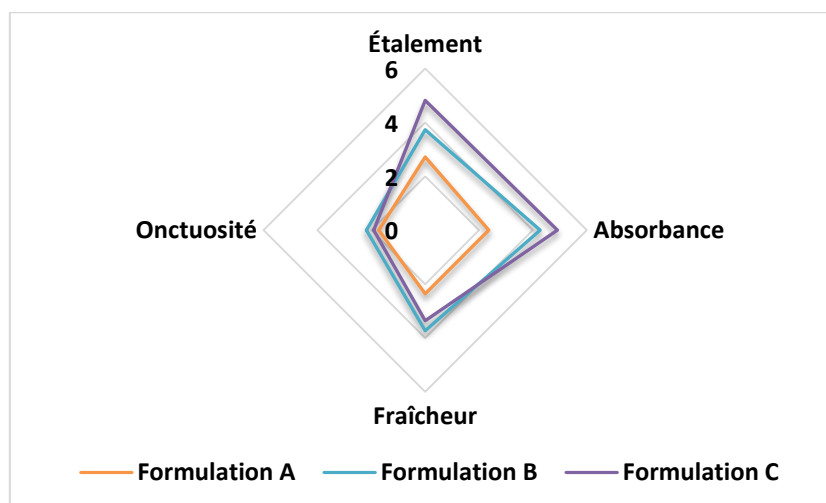 Étalement
6
4
2
0
Onctuosité
Absorbance
Fraîcheur
Formulation A
Formulation B
Formulation C